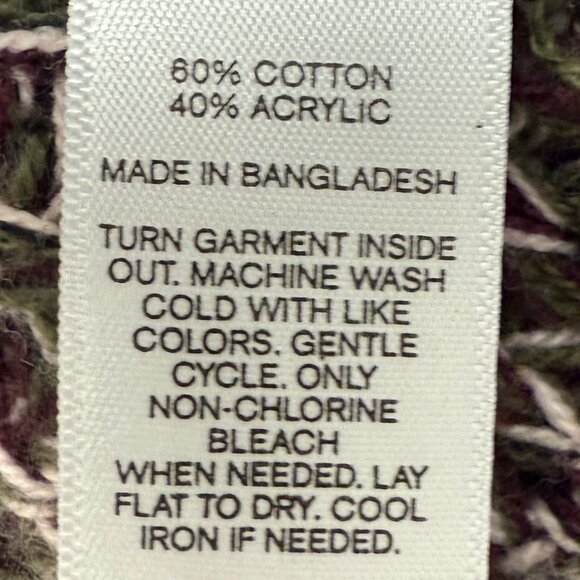 60% COTTON
40% ACRYLIC
MADE IN BANGLADESH
TURN GARMENT INSIDE
OUT. MACHINE WASH
COLD WITH LIKE
COLORS. GENTLE
CYCLE. ONLY
NON-CHLORINE
BLEACH
WHEN NEEDED. LAY
FLAT TO DRY. COOL
IRON IF NEEDED.